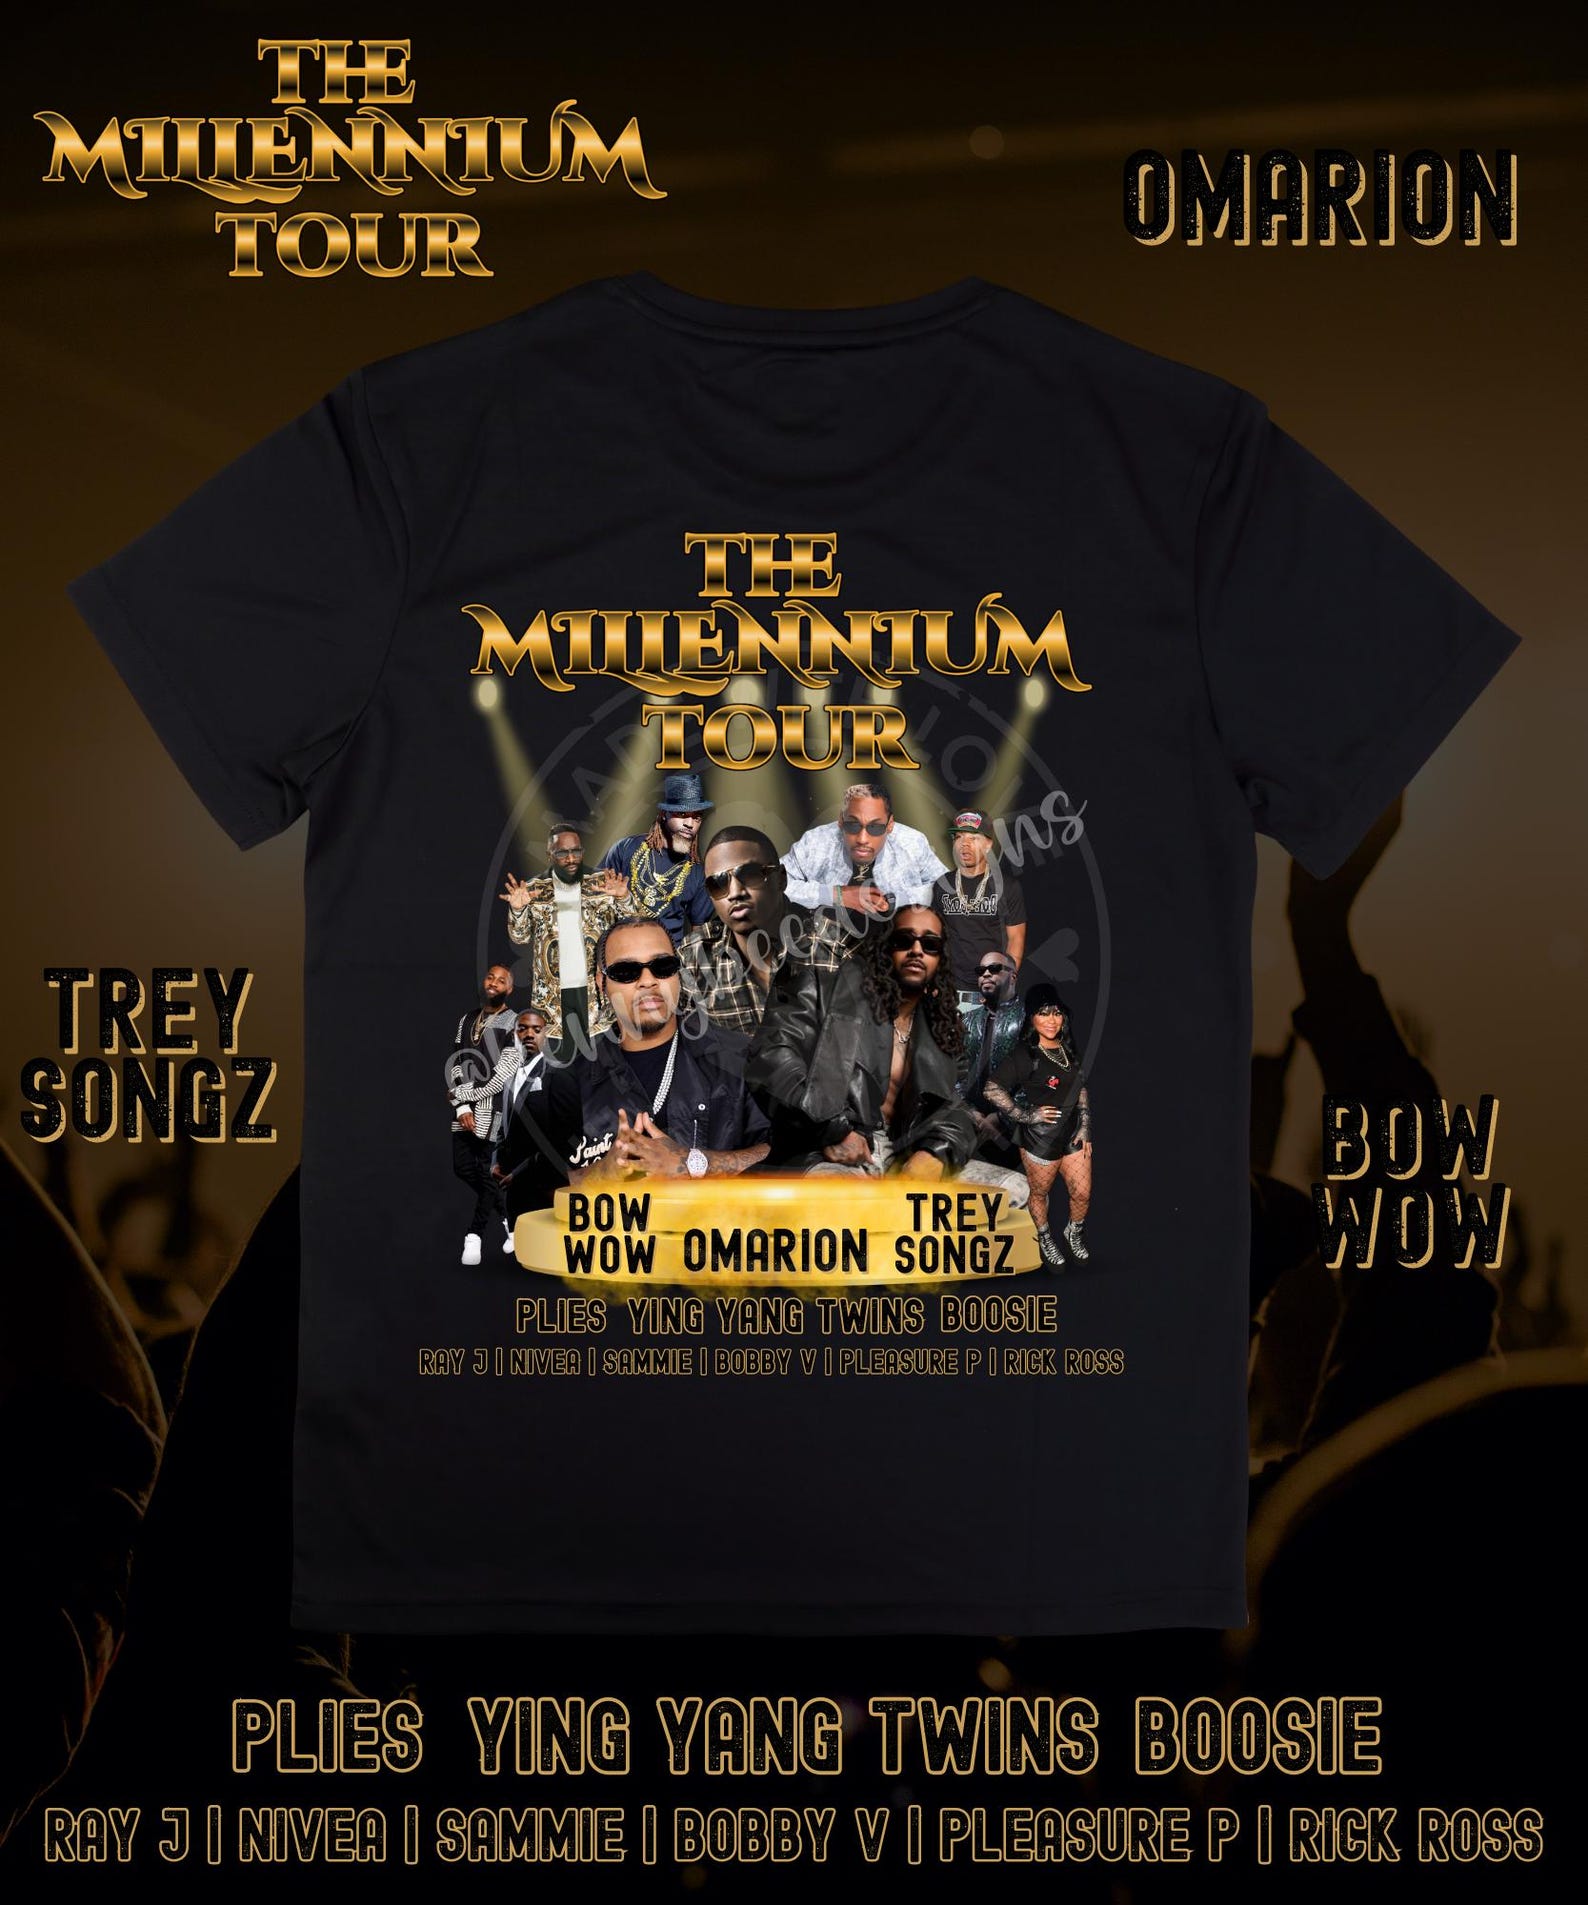 THE
MILLENNIUM
TOUR
OMARION
THE
MILLENNIUM
TOUR
TREY
SONGZ
BOW
WOW
@pennyspeedesigns
Saint
BOW
WOW
OMARION
TREY
SONGZ
PLIES YING YANG TWINS BOOSIE
RAY J | NIVEA | SAMMIE | BOBBY V | PLEASURE P | RICK ROSS
PLIES YING YANG TWINS BOOSIE
RAY J | NIVEA | SAMMIE | BOBBY V | PLEASURE P | RICK ROSS